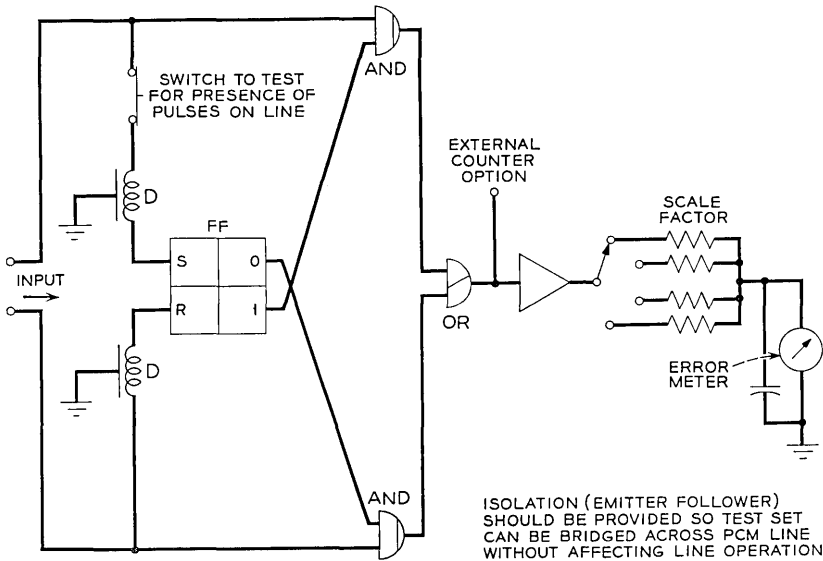 AND
SWITCH TO TEST
FOR PRESENCE OF
PULSES ON LINE
EXTERNAL
COUNTER
OPTION
D
SCALE
FACTOR
FF
S
0
INPUT
R
1
OR
D
ERROR
METER
AND
ISOLATION (EMITTER FOLLOWER)
SHOULD BE PROVIDED SO TEST SET
CAN BE BRIDGED ACROSS PCM LINE
WITHOUT AFFECTING LINE OPERATION